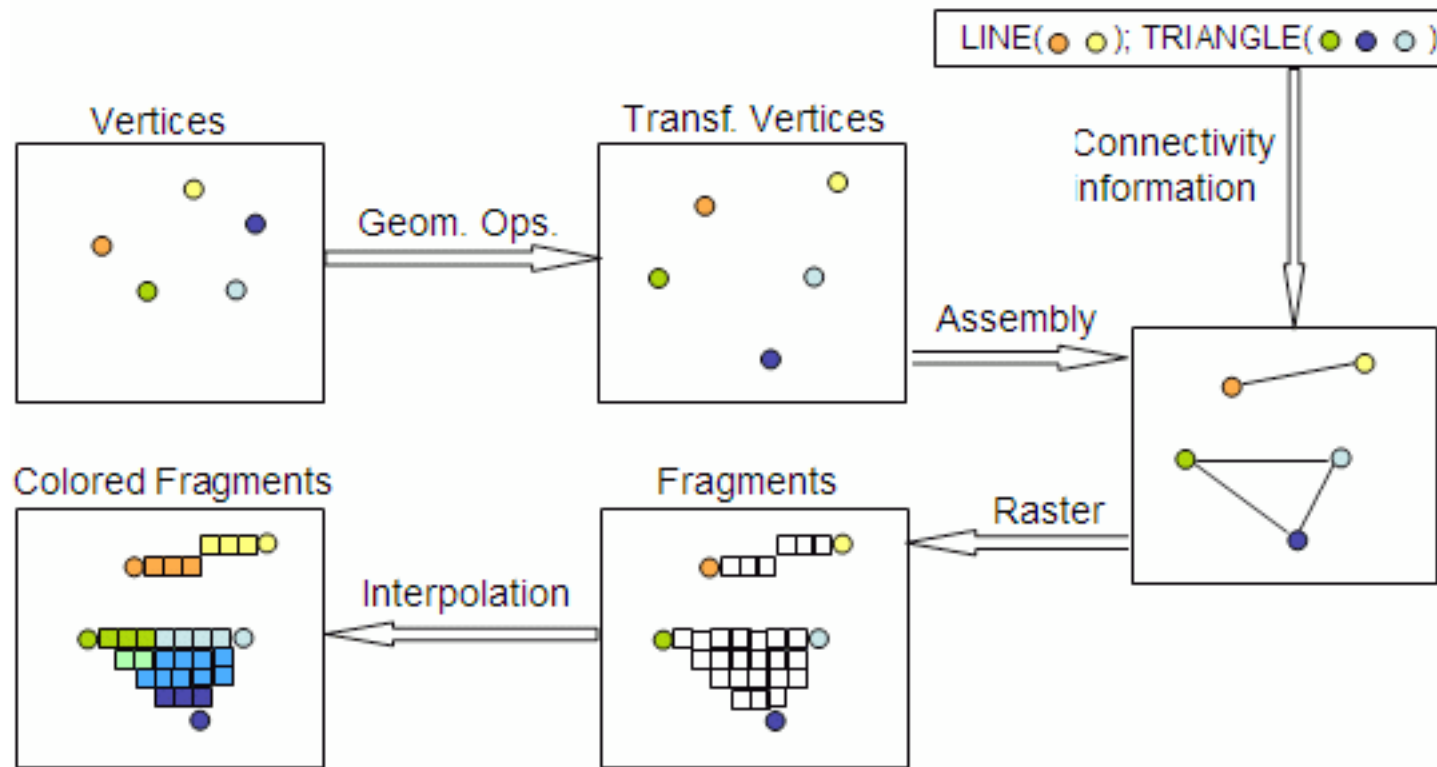 LINE( ); TRIANGLE( )
Vertices
Transf. Vertices
Connectivity
information
Geom. Ops.
Assembly
Colored Fragments
Fragments
Raster
Interpolation